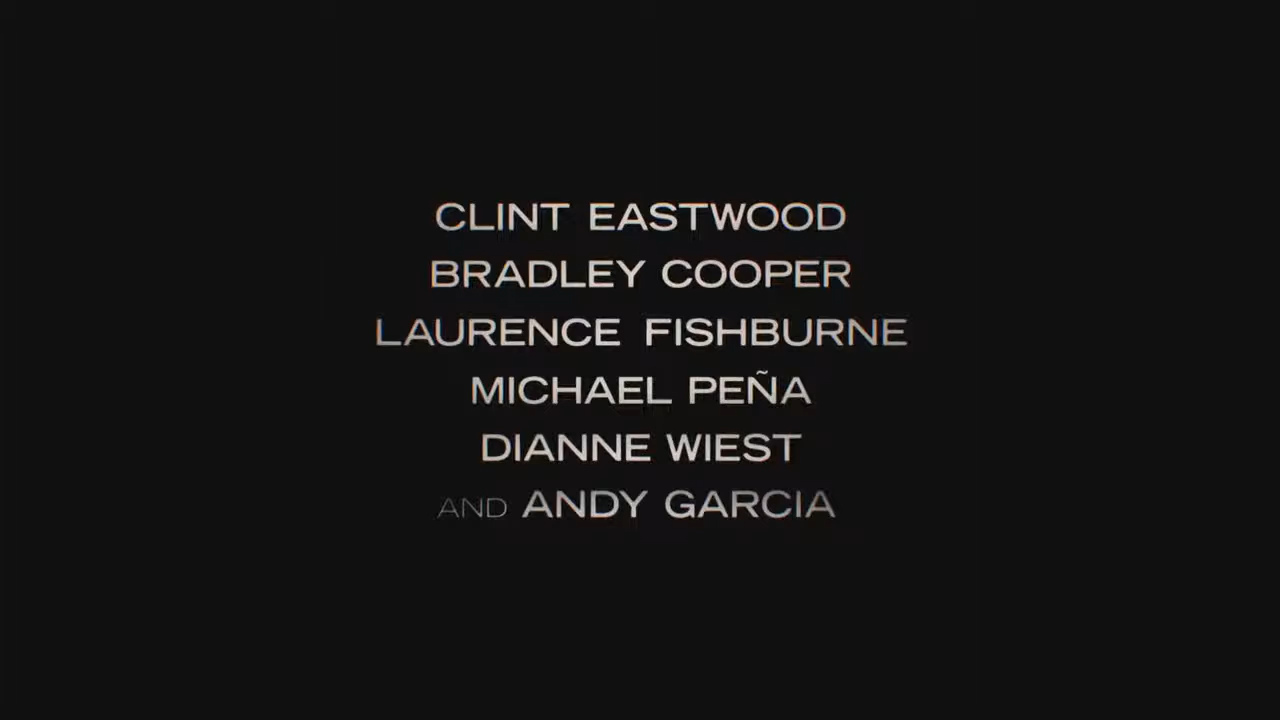 CLINT EASTWOOD
BRADLEY COOPER
LAURENCE FISHBURNE
MICHAEL PEÑA
DIANNE WIEST
AND ANDY GARCIA